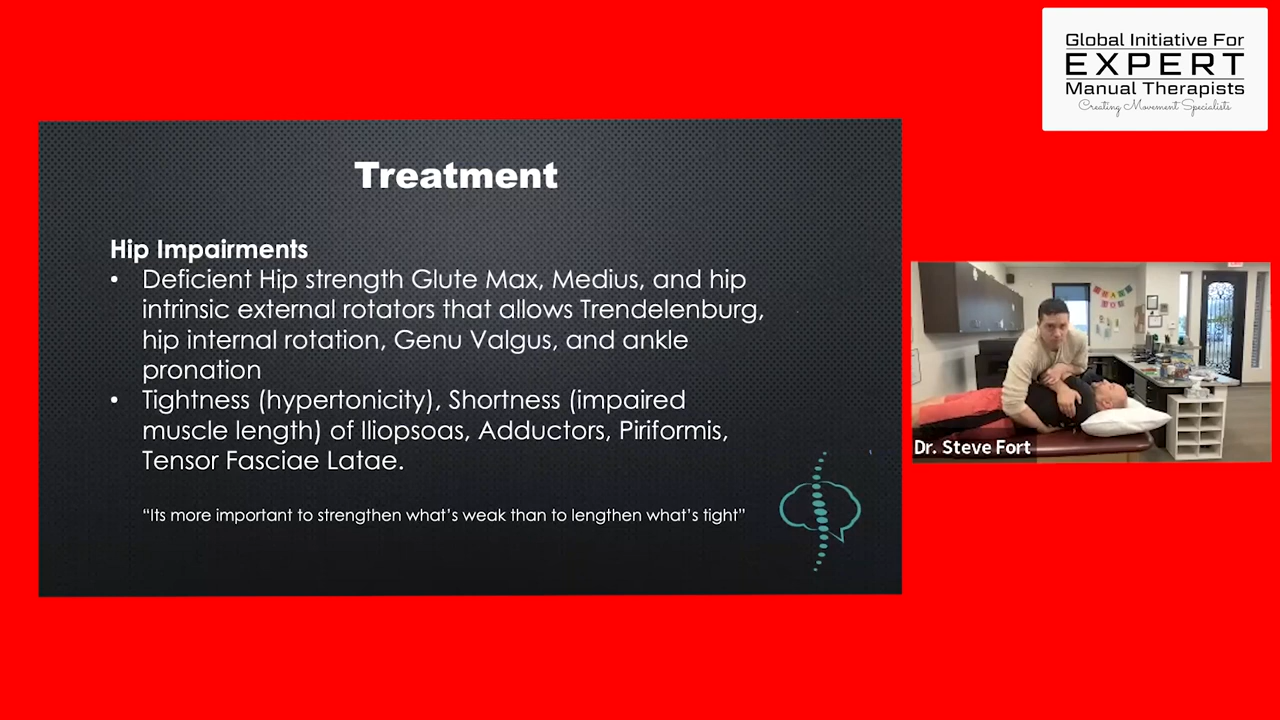 Global Initiative For
EXPERT
Manual Therapists
Creating Movement Specialists
Treatment
Hip Impairments
• Deficient Hip strength Glute Max, Medius, and hip
intrinsic external rotators that allows Trendelenburg,
hip internal rotation, Genu Valgus, and ankle
pronation
• Tightness (hypertonicity), Shortness (impaired
muscle length) of Iliopsoas, Adductors, Piriformis,
Tensor Fasciae Latae.
“Its more important to strengthen what’s weak than to lengthen what’s tight”
Dr. Steve Fort